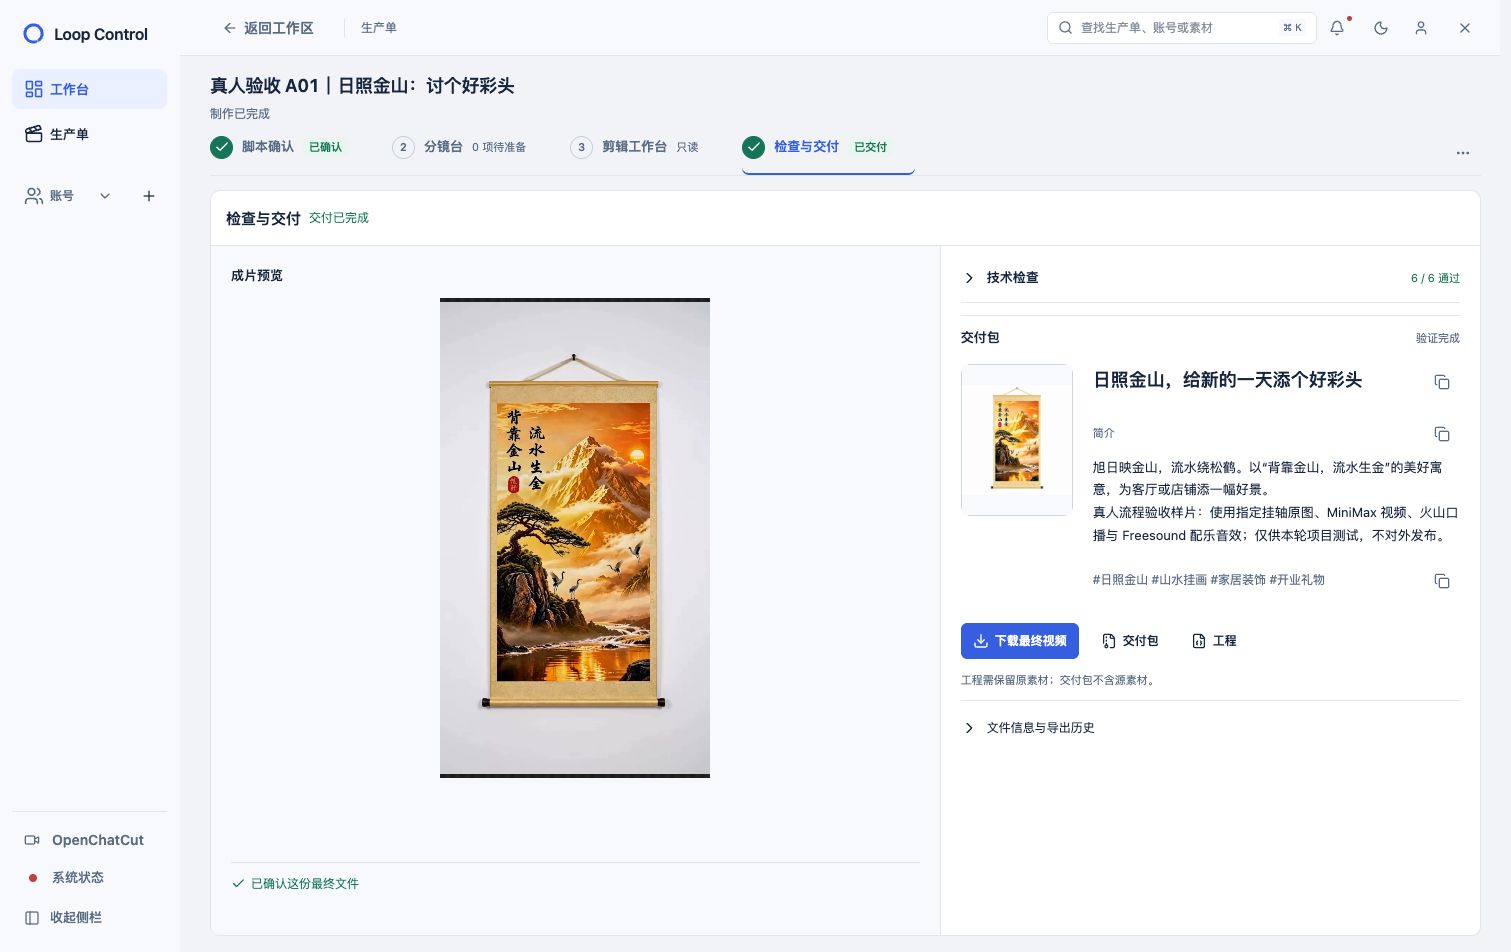 Loop Control
工作台
生产单
账号
OpenChatCut
系统状态
收起侧栏
返回工作区
生产单
查找生产单、账号或素材
⌘ K
真人验收 A01｜日照金山：讨个好彩头
制作已完成
脚本确认 已确认
2 分镜台 0 项待准备
3 剪辑工作台 只读
检查与交付 已交付
检查与交付 交付已完成
成片预览
背靠金山
流水生金
已确认这份最终文件
技术检查
6 / 6 通过
交付包
验证完成
背靠金山
流水生金
日照金山，给新的一天添个好彩头
简介
旭日映金山，流水绕松鹤。以“背靠金山，流水生金”的美好寓
意，为客厅或店铺添一幅好景。
真人流程验收样片：使用指定挂轴原图、MiniMax 视频、火山口
播与 Freesound 配乐音效；仅供本轮项目测试，不对外发布。
#日照金山 #山水挂画 #家居装饰 #开业礼物
下载最终视频
交付包
工程
工程需保留原素材；交付包不含源素材。
文件信息与导出历史